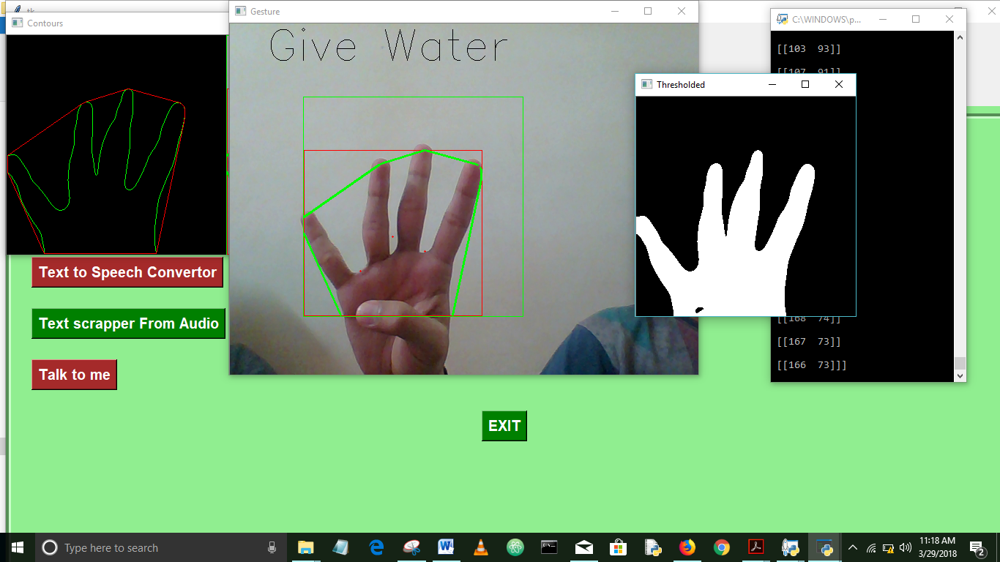 tk
Contours
Gesture
Give Water
C:\WINDOWS\p...
[[103 93]]
[[107 91]]
Thresholded
[[168 74]]
[[167 73]]
[[166 73]]]
Text to Speech Convertor
Text scrapper From Audio
Talk to me
EXIT
Type here to search
11:18 AM
3/29/2018
2